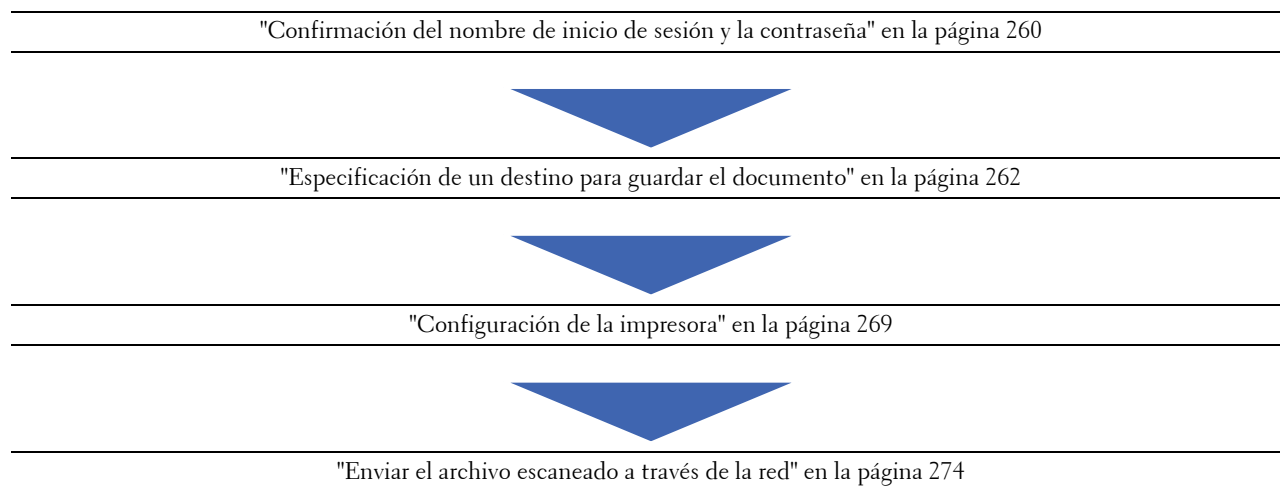 "Confirmación del nombre de inicio de sesión y la contraseña" en la página 260
"Especificación de un destino para guardar el documento" en la página 262
"Configuración de la impresora" en la página 269
"Enviar el archivo escaneado a través de la red" en la página 274